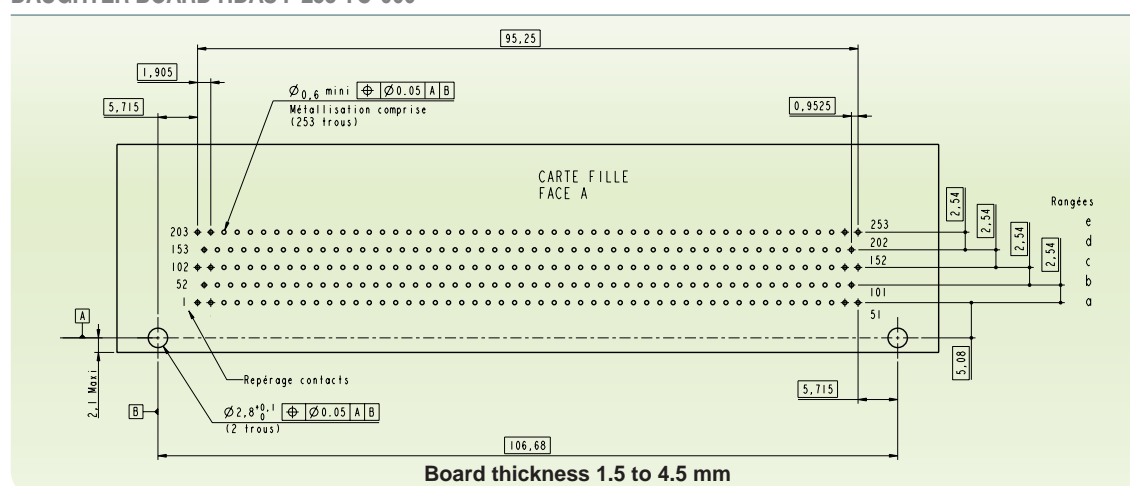 95,25
1,905
Ø0,6 mini ⌖ Ø0.05 A B
Métallisation comprise
(253 trous)
5,715
0,9525
CARTE FILLE
FACE A
2,54
2,54
2,54
2,54
Rangées
e
d
c
b
a
203
153
102
52
1
253
202
152
101
51
A
2,1 Maxi
5,08
Repérage contacts
5,715
B
Ø2,8 +0,1 0 ⌖ Ø0.05 A B
(2 trous)
106,68
Board thickness 1.5 to 4.5 mm